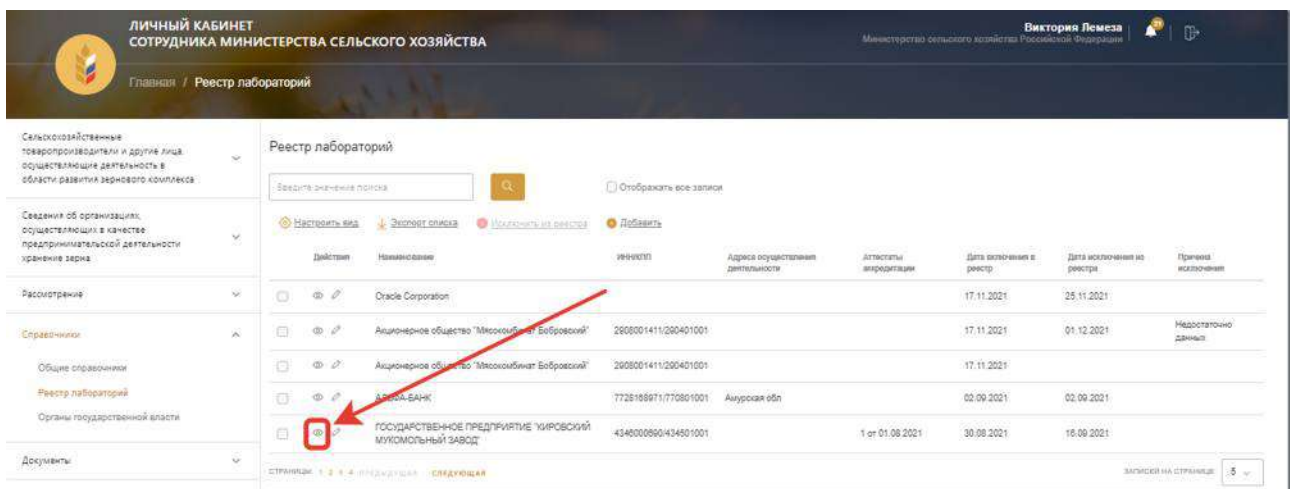 ЛИЧНЫЙ КАБИНЕТ
СОТРУДНИКА МИНИСТЕРСТВА СЕЛЬСКОГО ХОЗЯЙСТВА
Виктория Лемеза
Министерство сельского хозяйства Российской Федерации
21
Главная / Реестр лабораторий
Сельскохозяйственные
товаропроизводители и другие лица,
осуществляющие деятельность в
области развития зернового комплекса
Сведения об организациях,
осуществляющих в качестве
предпринимательской деятельности
хранение зерна
Рассмотрение
Справочники
Общие справочники
Реестр лабораторий
Органы государственной власти
Документы
Реестр лабораторий
Введите значение поиска
Отображать все записи
Настроить вид Экспорт списка Исключить из реестра Добавить
Действия Наименование ИНН/КПП Адреса осуществления деятельности Аттестаты аккредитации Дата включения в реестр Дата исключения из реестра Причина исключения
Oracle Corporation 17.11.2021 25.11.2021
Акционерное общество "Мясокомбинат Бобровский" 2908001411/290401001 17.11.2021 01.12.2021 Недостаточно данных
Акционерное общество "Мясокомбинат Бобровский" 2908001411/290401001 17.11.2021
АЛЬФА-БАНК 7728168971/770801001 Амурская обл 02.09.2021 02.09.2021
ГОСУДАРСТВЕННОЕ ПРЕДПРИЯТИЕ "КИРОВСКИЙ МУКОМОЛЬНЫЙ ЗАВОД" 4346000690/434501001 1 от 01.08.2021 30.08.2021 16.09.2021
СТРАНИЦЫ: 1 2 3 4 ПРЕДЫДУЩАЯ СЛЕДУЮЩАЯ
ЗАПИСЕЙ НА СТРАНИЦЕ: 5